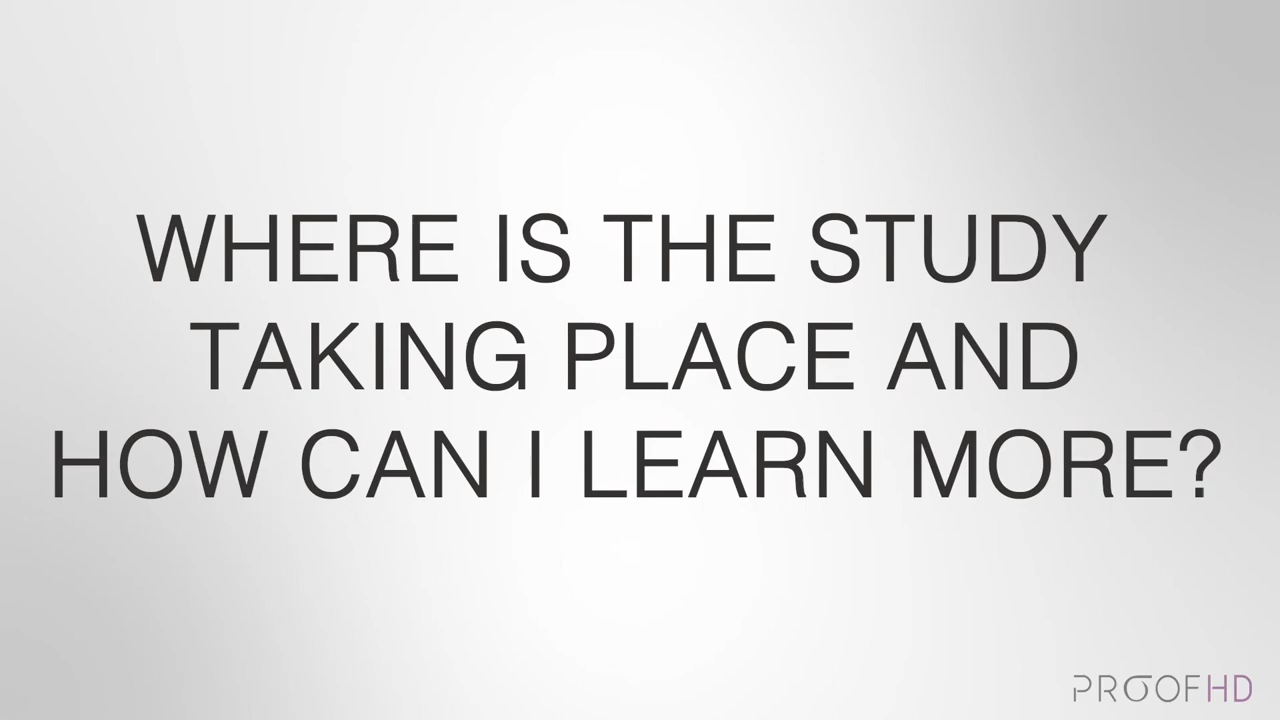 WHERE IS THE STUDY
TAKING PLACE AND
HOW CAN I LEARN MORE?
PROOFHD